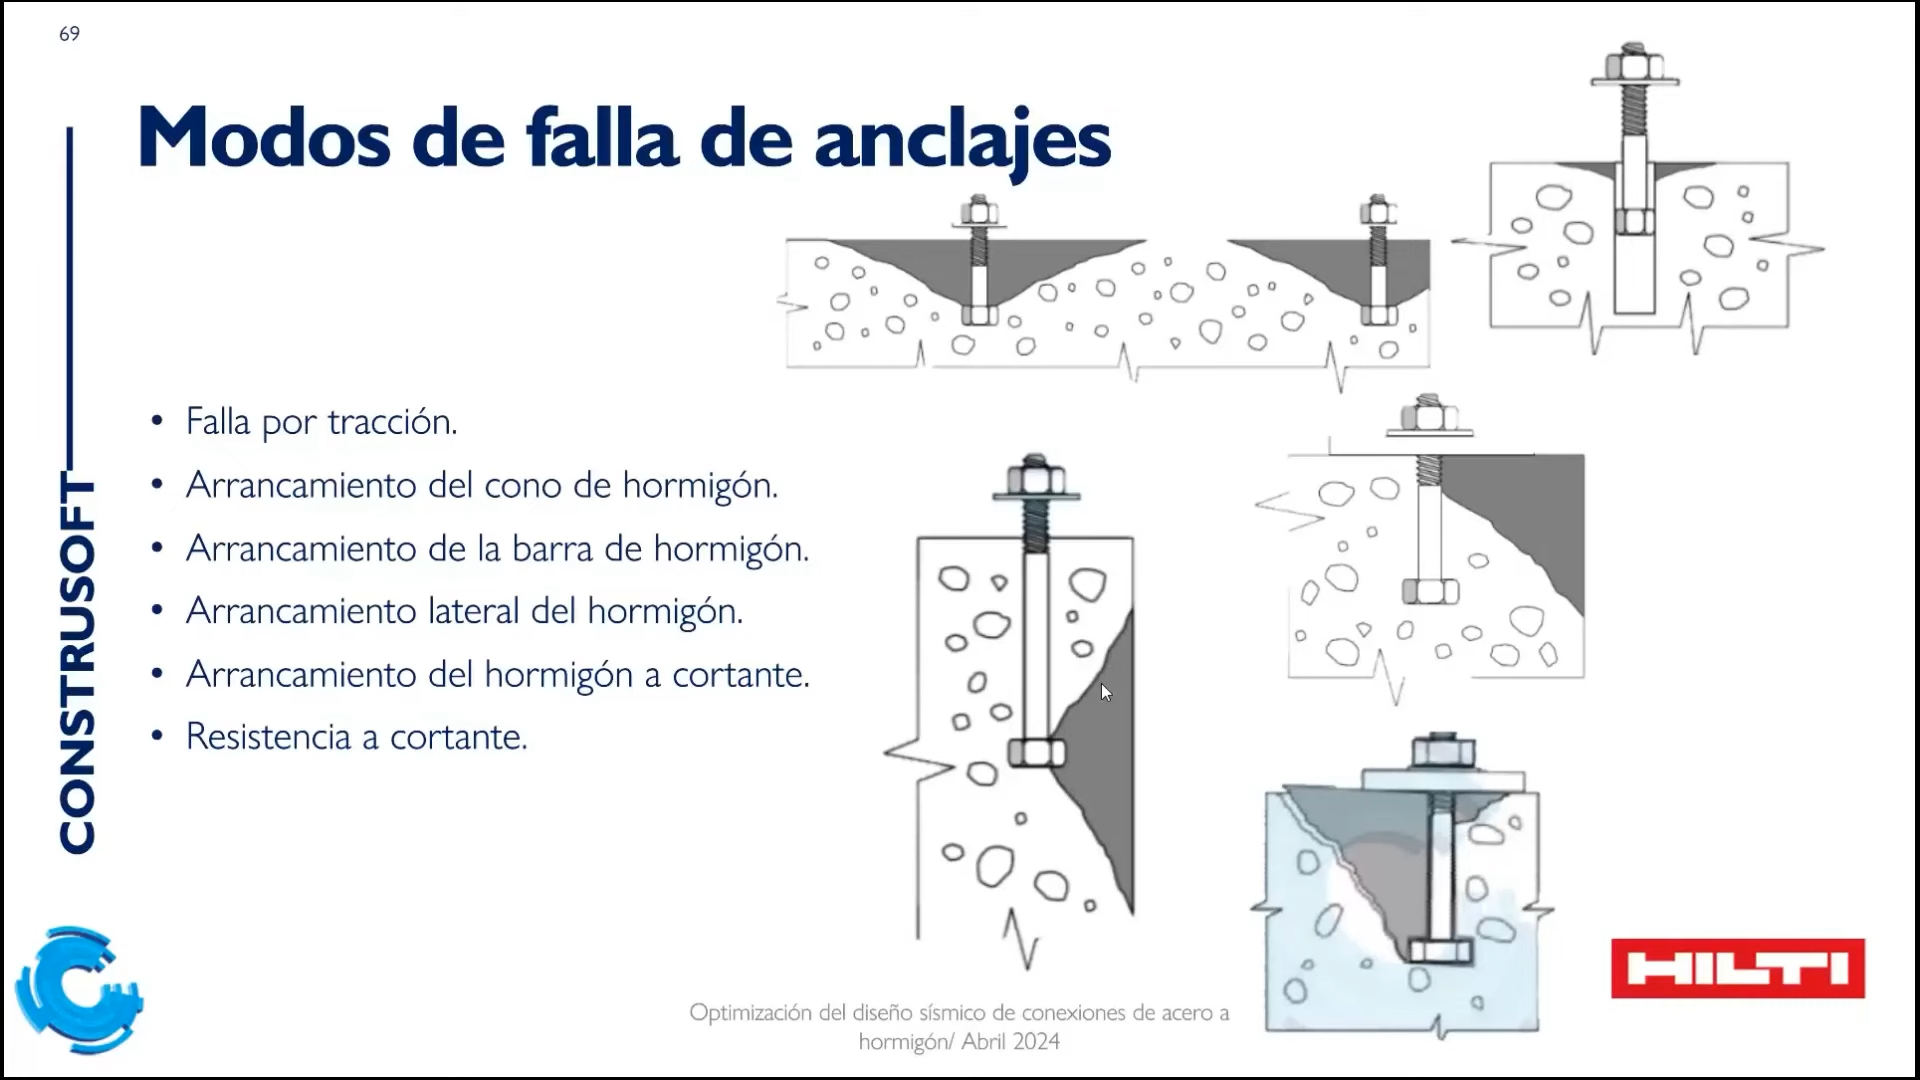 69
Modos de falla de anclajes
• Falla por tracción.
• Arrancamiento del cono de hormigón.
• Arrancamiento de la barra de hormigón.
• Arrancamiento lateral del hormigón.
• Arrancamiento del hormigón a cortante.
• Resistencia a cortante.
CONSTRUSOFT
HILTI
Optimización del diseño sísmico de conexiones de acero a
hormigón/ Abril 2024